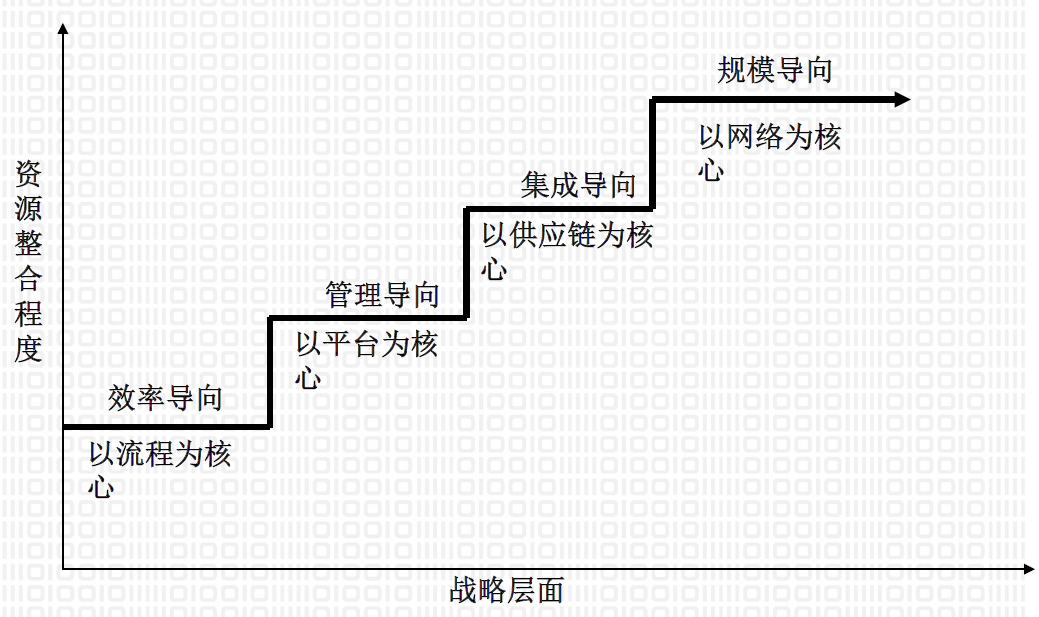 规模导向
以网络为核
心
集成导向
以供应链为核
心
管理导向
以平台为核
心
效率导向
以流程为核
心
资源整合程度
战略层面